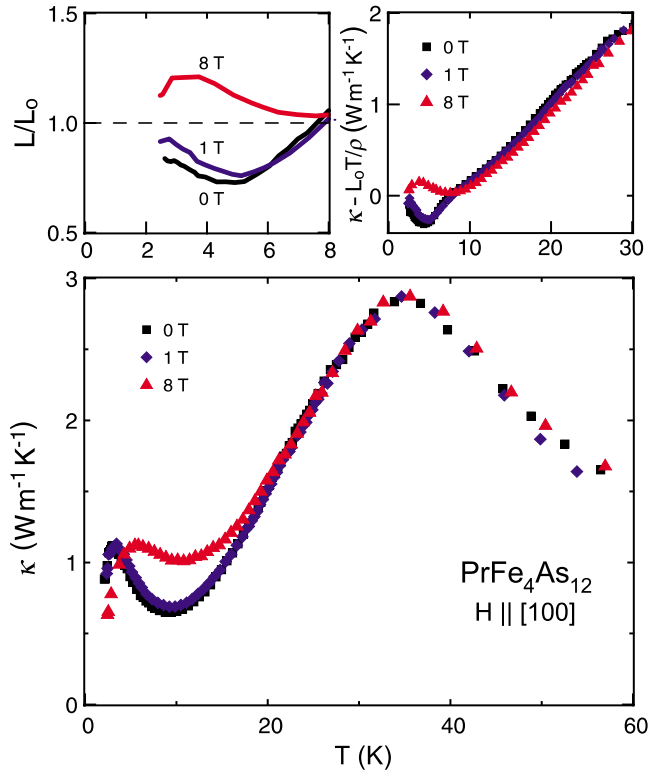 1.5
1.0
0.5
L/Lo
8 T
1 T
0 T
0
2
4
6
8
2
1
0
κ - LoT/ρ (Wm⁻¹K⁻¹)
0 T
1 T
8 T
0
10
20
30
3
2
1
0
κ (Wm⁻¹K⁻¹)
0 T
1 T
8 T
PrFe₄As₁₂
H || [100]
0
20
40
60
T (K)